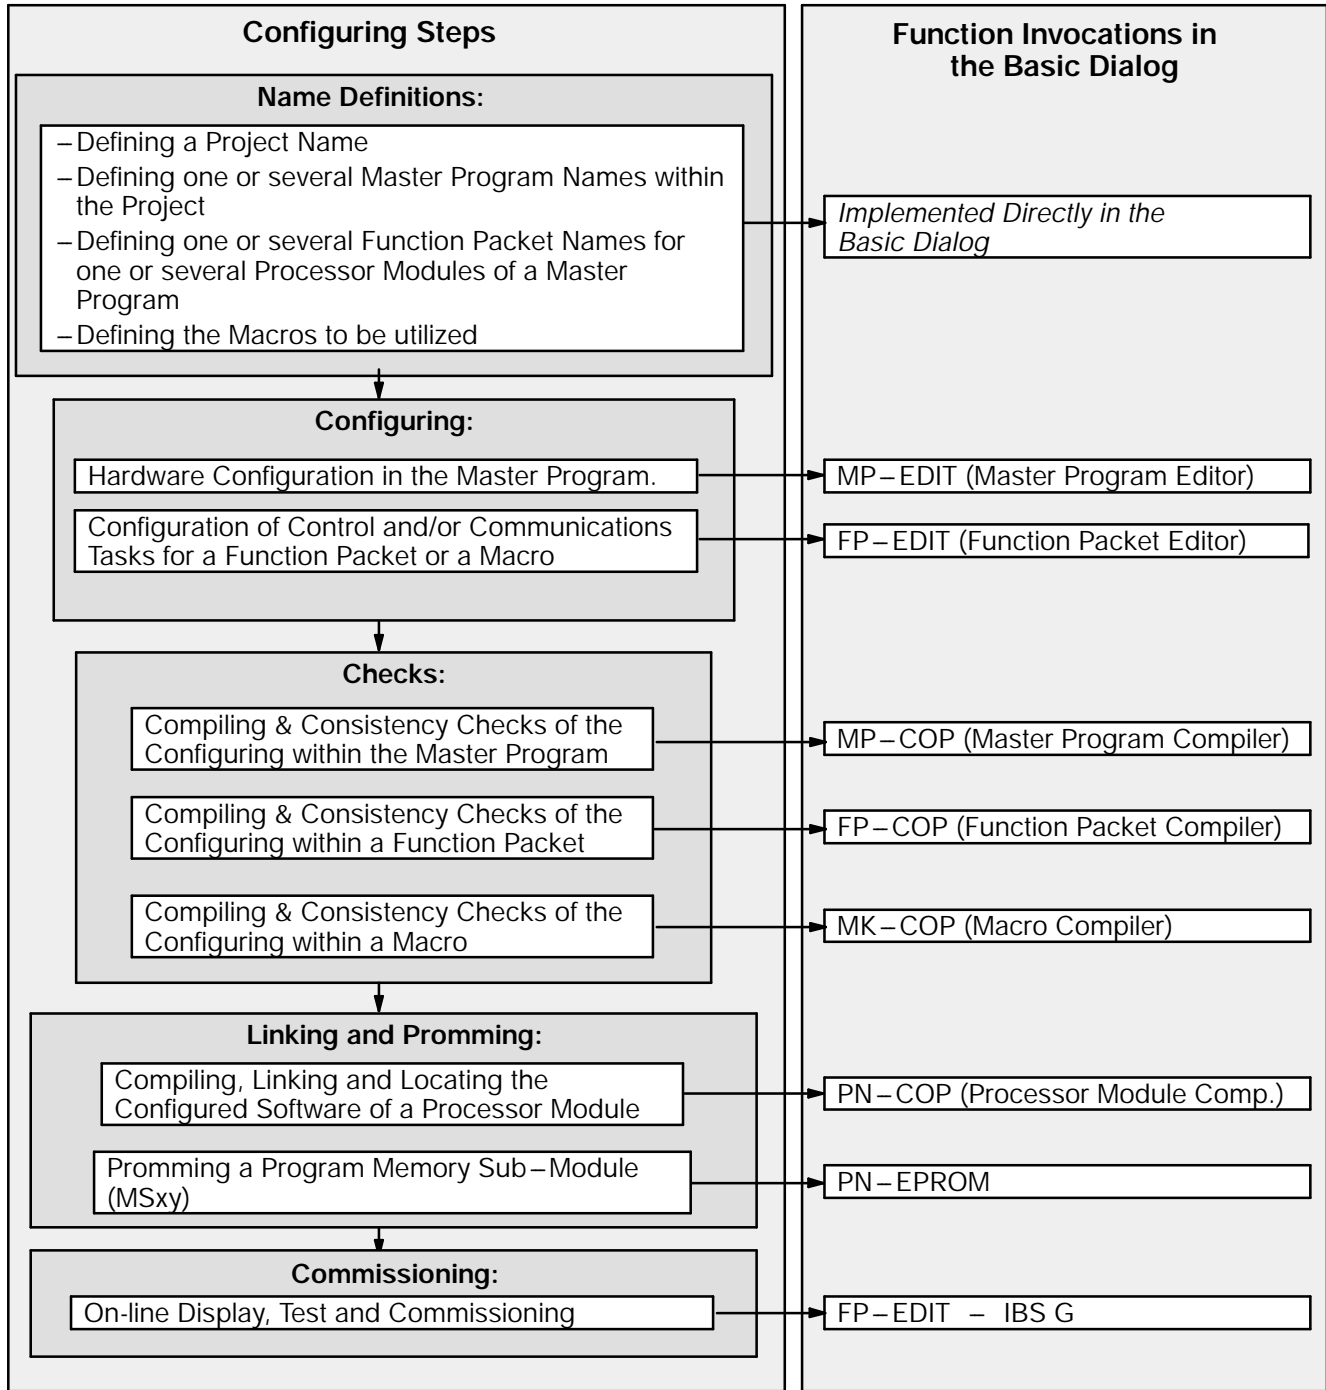 Configuring Steps
Name Definitions:
– Defining a Project Name
– Defining one or several Master Program Names within
the Project
– Defining one or several Function Packet Names for
one or several Processor Modules of a Master
Program
– Defining the Macros to be utilized
Configuring:
Hardware Configuration in the Master Program.
Configuration of Control and/or Communications
Tasks for a Function Packet or a Macro
Checks:
Compiling & Consistency Checks of the
Configuring within the Master Program
Compiling & Consistency Checks of the
Configuring within a Function Packet
Compiling & Consistency Checks of the
Configuring within a Macro
Linking and Promming:
Compiling, Linking and Locating the
Configured Software of a Processor Module
Promming a Program Memory Sub–Module
(MSxy)
Commissioning:
On-line Display, Test and Commissioning
Function Invocations in
the Basic Dialog
Implemented Directly in the
Basic Dialog
MP–EDIT (Master Program Editor)
FP–EDIT (Function Packet Editor)
MP–COP (Master Program Compiler)
FP–COP (Function Packet Compiler)
MK–COP (Macro Compiler)
PN–COP (Processor Module Comp.)
PN–EPROM
FP–EDIT – IBS G